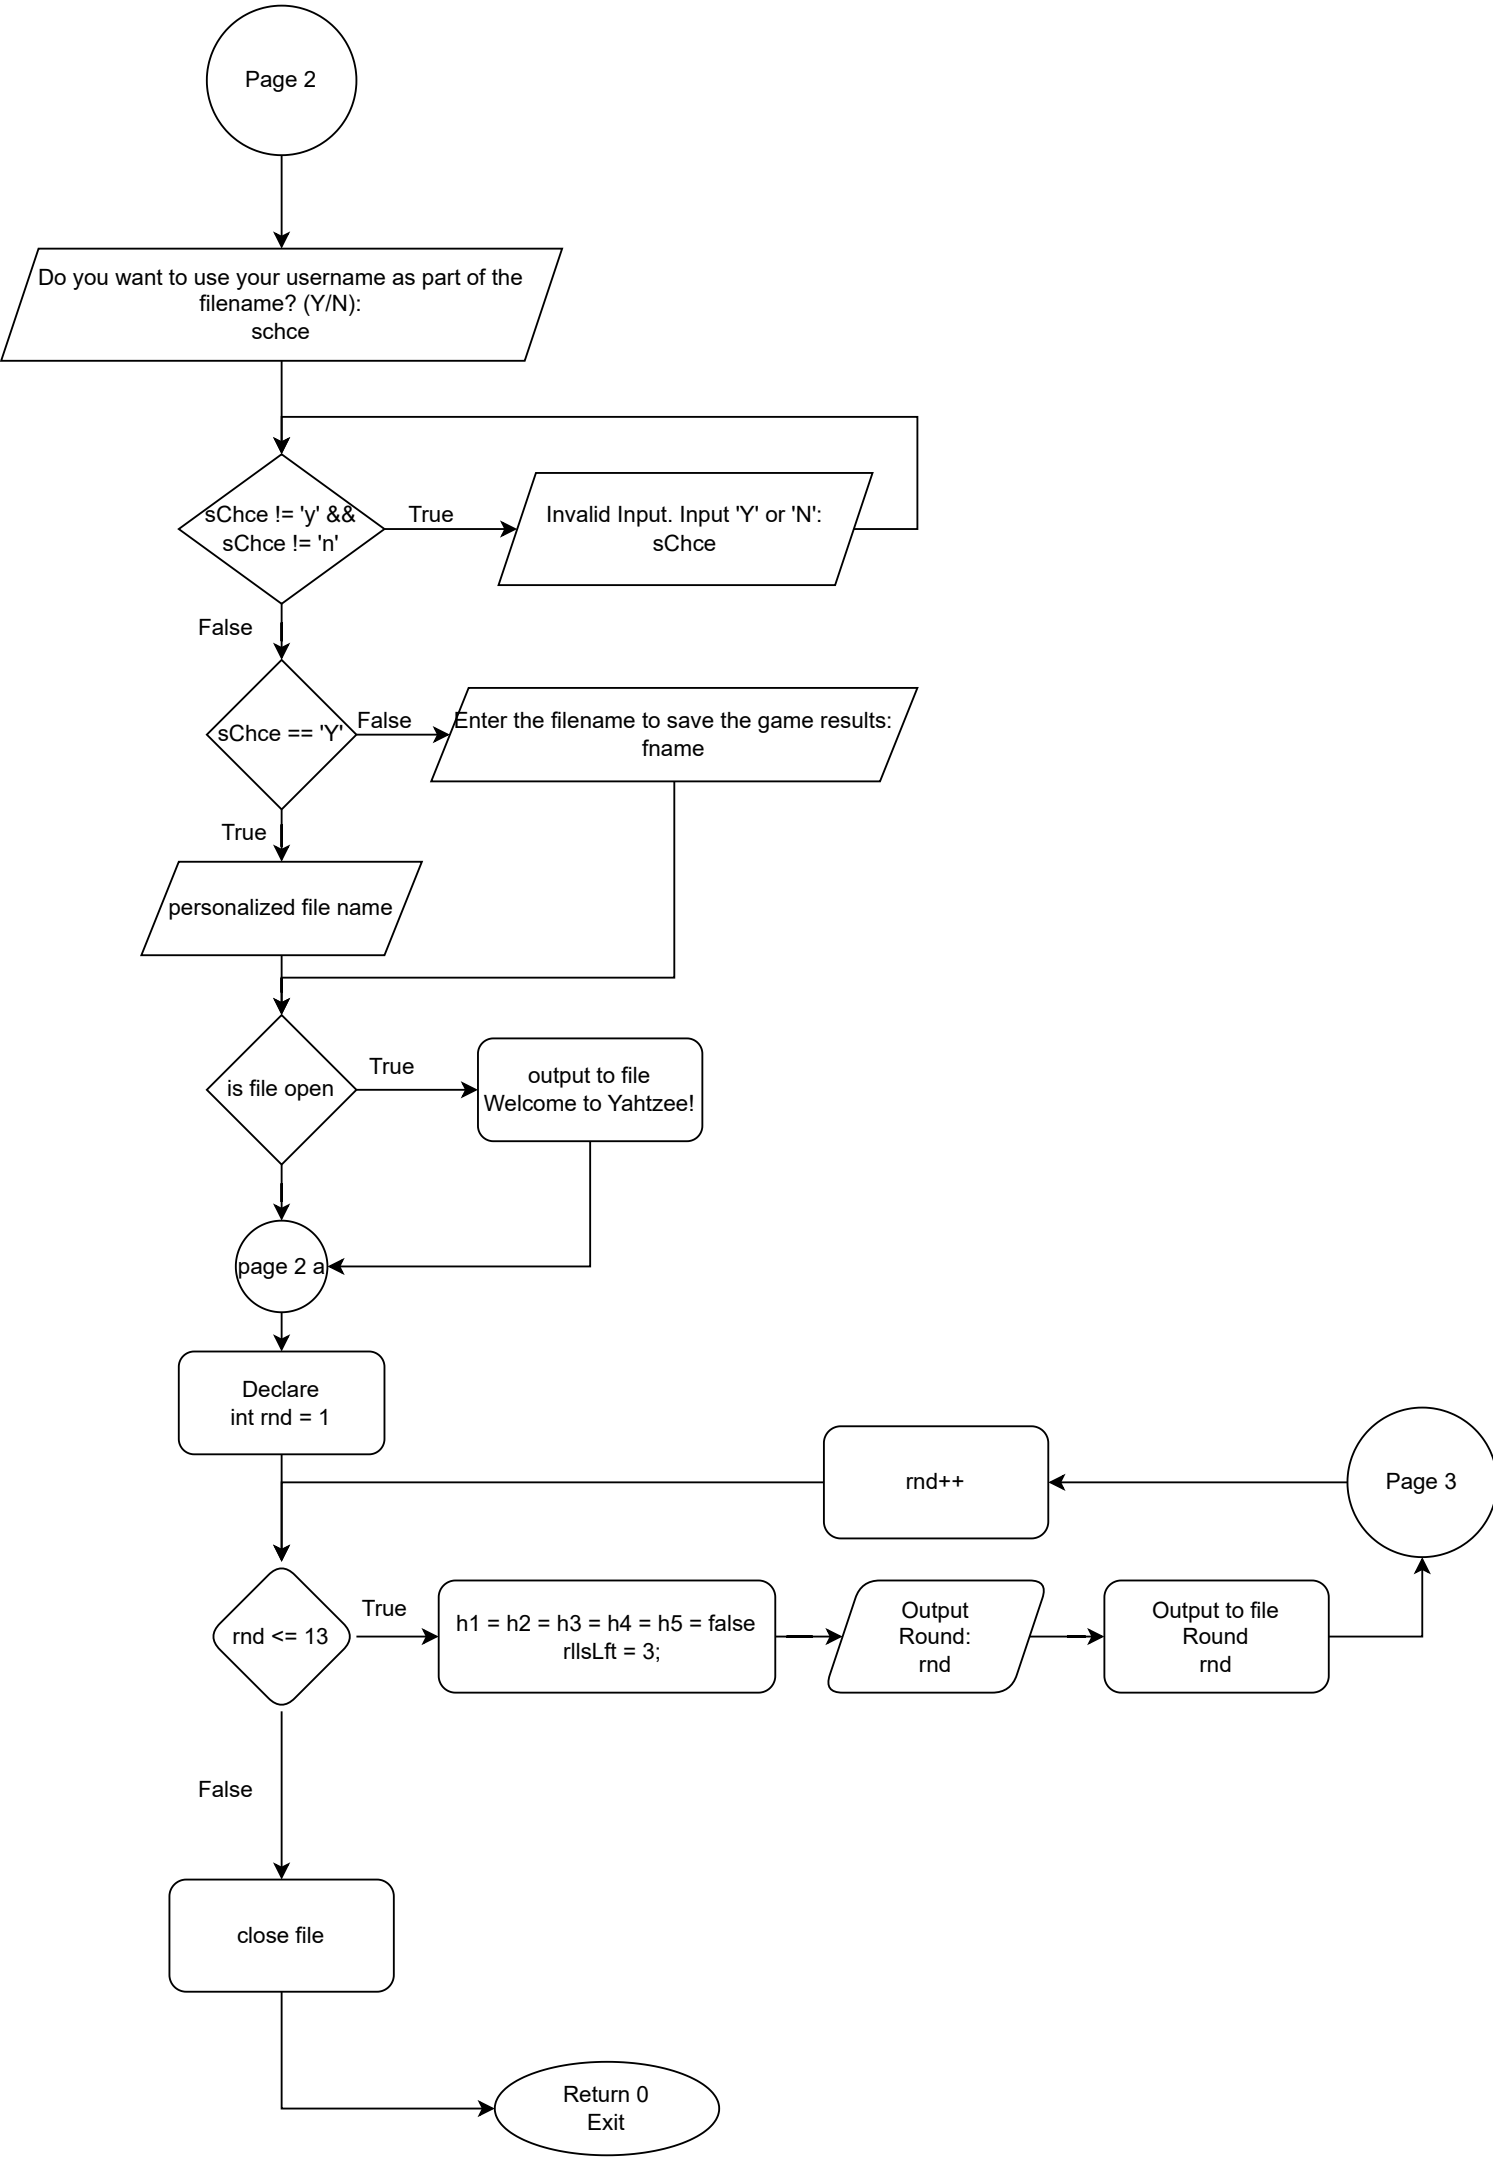 Page 2
Do you want to use your username as part of the
filename? (Y/N):
schce
sChce != 'y' &&
sChce != 'n'
True
Invalid Input. Input 'Y' or 'N':
sChce
False
sChce == 'Y'
False
Enter the filename to save the game results:
fname
True
personalized file name
is file open
True
output to file
Welcome to Yahtzee!
page 2 a
Declare
int rnd = 1
rnd++
Page 3
rnd <= 13
True
h1 = h2 = h3 = h4 = h5 = false
rllsLft = 3;
Output
Round:
rnd
Output to file
Round
rnd
False
close file
Return 0
Exit